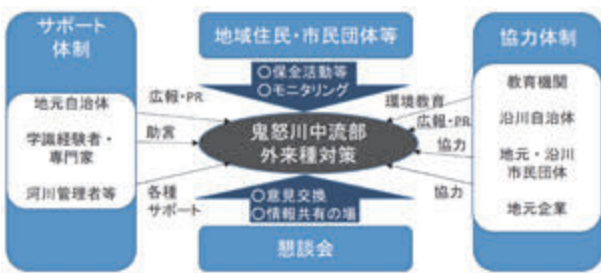 サポート
体制
地元自治体
学識経験者・
専門家
河川管理者等
広報・PR
助言
各種
サポート
地域住民・市民団体等
○保全活動等
○モニタリング
鬼怒川中流部
外来種対策
○意見交換
○情報共有の場
懇談会
環境教育
広報・PR
協力
協力
協力体制
教育機関
沿川自治体
地元・沿川
市民団体
地元企業